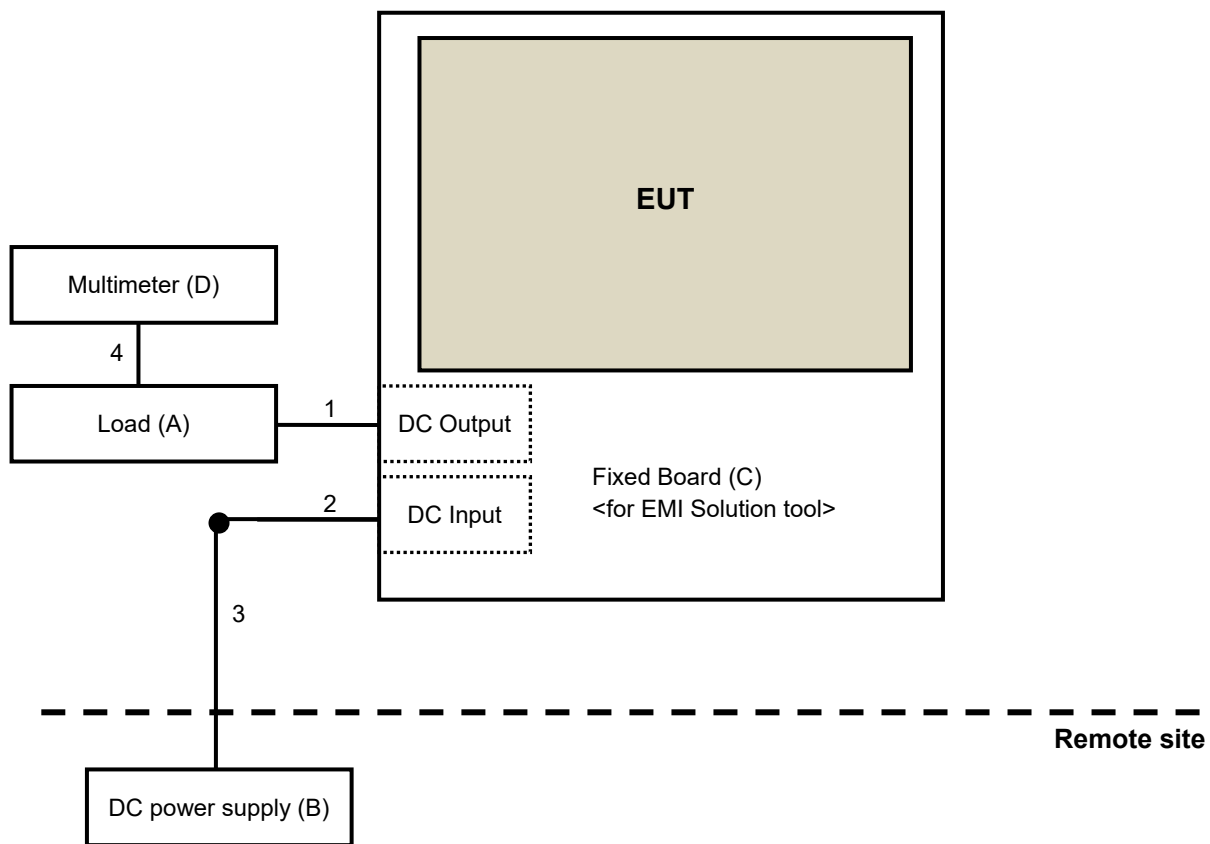 EUT
Multimeter (D)
4
Load (A)
1
DC Output
Fixed Board (C)
<for EMI Solution tool>
2
DC Input
3
Remote site
DC power supply (B)